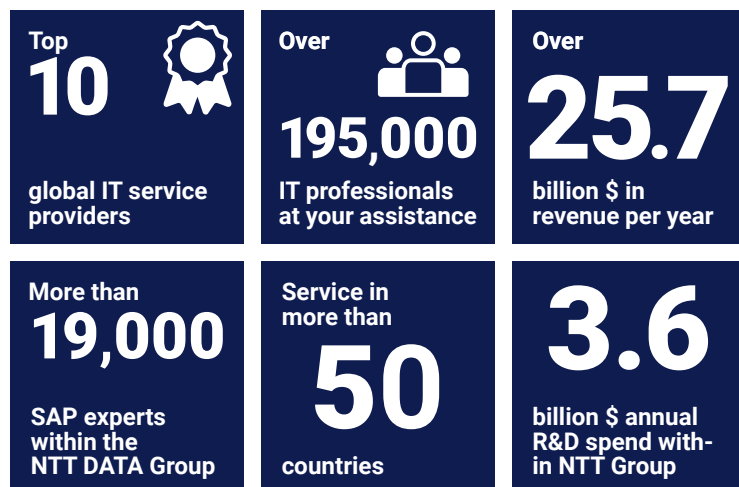 Top
10
global IT service
providers
Over
195,000
IT professionals
at your assistance
Over
25.7
billion $ in
revenue per year
More than
19,000
SAP experts
within the
NTT DATA Group
Service in
more than
50
countries
3.6
billion $ annual
R&D spend with-
in NTT Group